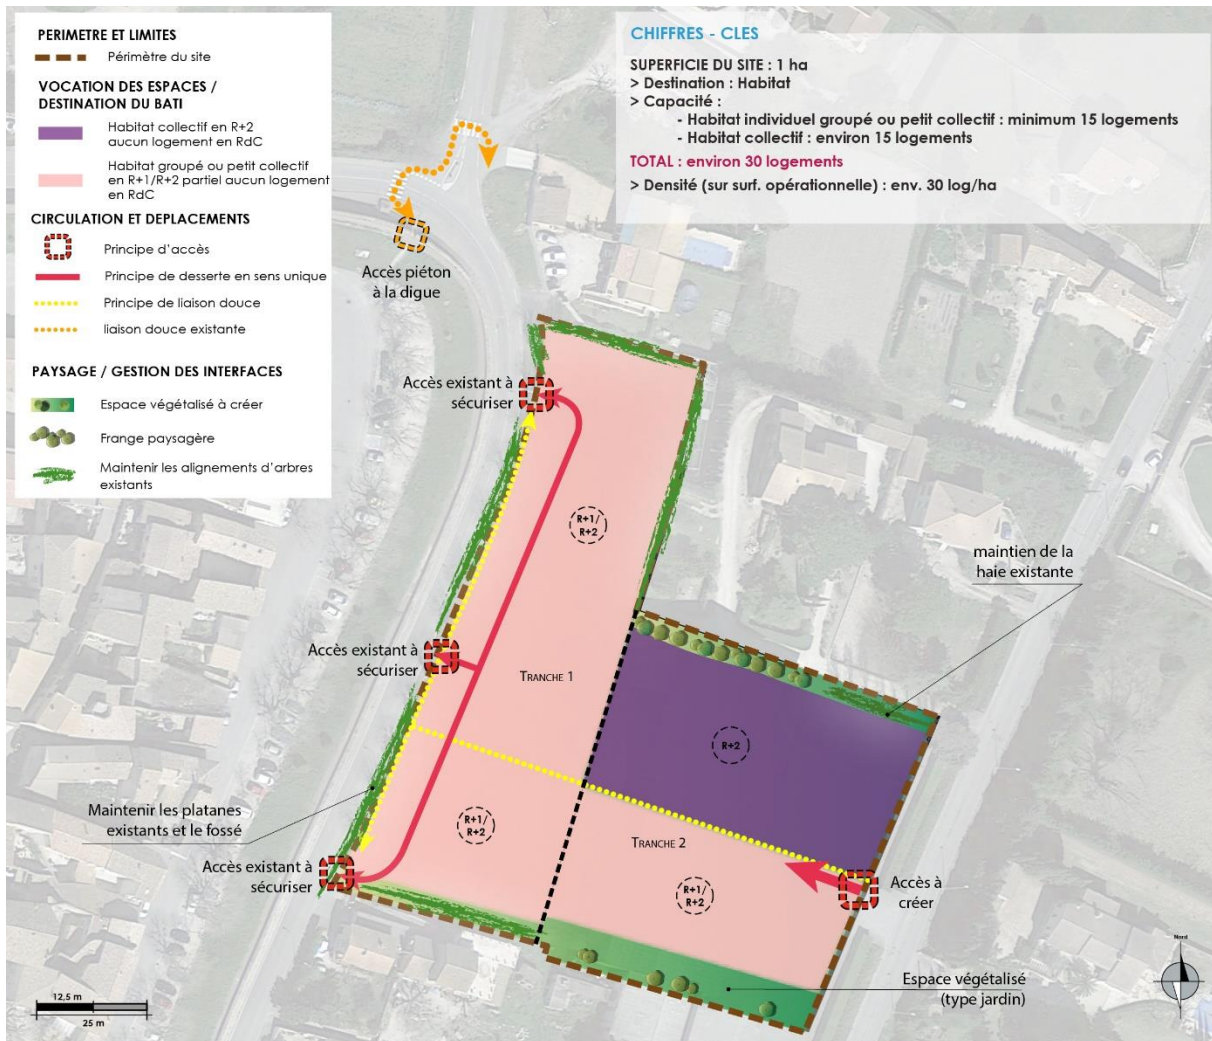 PERIMETRE ET LIMITES
Périmètre du site
VOCATION DES ESPACES /
DESTINATION DU BATI
Habitat collectif en R+2
aucun logement en RdC
Habitat groupé ou petit collectif
en R+1/R+2 partiel aucun logement
en RdC
CIRCULATION ET DEPLACEMENTS
Principe d'accès
Principe de desserte en sens unique
Principe de liaison douce
liaison douce existante
PAYSAGE / GESTION DES INTERFACES
Espace végétalisé à créer
Frange paysagère
Maintenir les alignements d'arbres
existants
CHIFFRES - CLES
SUPERFICIE DU SITE : 1 ha
> Destination : Habitat
> Capacité :
- Habitat individuel groupé ou petit collectif : minimum 15 logements
- Habitat collectif : environ 15 logements
TOTAL : environ 30 logements
> Densité (sur surf. opérationnelle) : env. 30 log/ha
Accès piéton
à la digue
Accès existant à
sécuriser
R+1/
R+2
maintien de la
haie existante
Accès existant à
sécuriser
TRANCHE 1
R+2
Maintenir les platanes
existants et le fossé
R+1/
R+2
TRANCHE 2
Accès existant à
sécuriser
R+1/
R+2
Accès à
créer
Espace végétalisé
(type jardin)
Nord
12,5 m
25 m